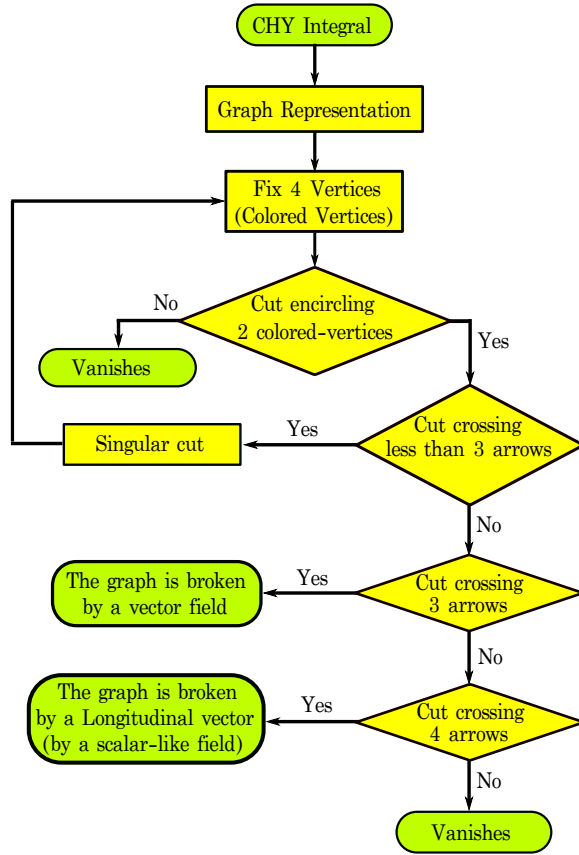 CHY Integral
Graph Representation
Fix 4 Vertices
(Colored Vertices)
No
Cut encircling
2 colored-vertices
Yes
Vanishes
Singular cut
Yes
Cut crossing
less than 3 arrows
No
The graph is broken
by a vector field
Yes
Cut crossing
3 arrows
No
The graph is broken
by a Longitudinal vector
(by a scalar-like field)
Yes
Cut crossing
4 arrows
No
Vanishes